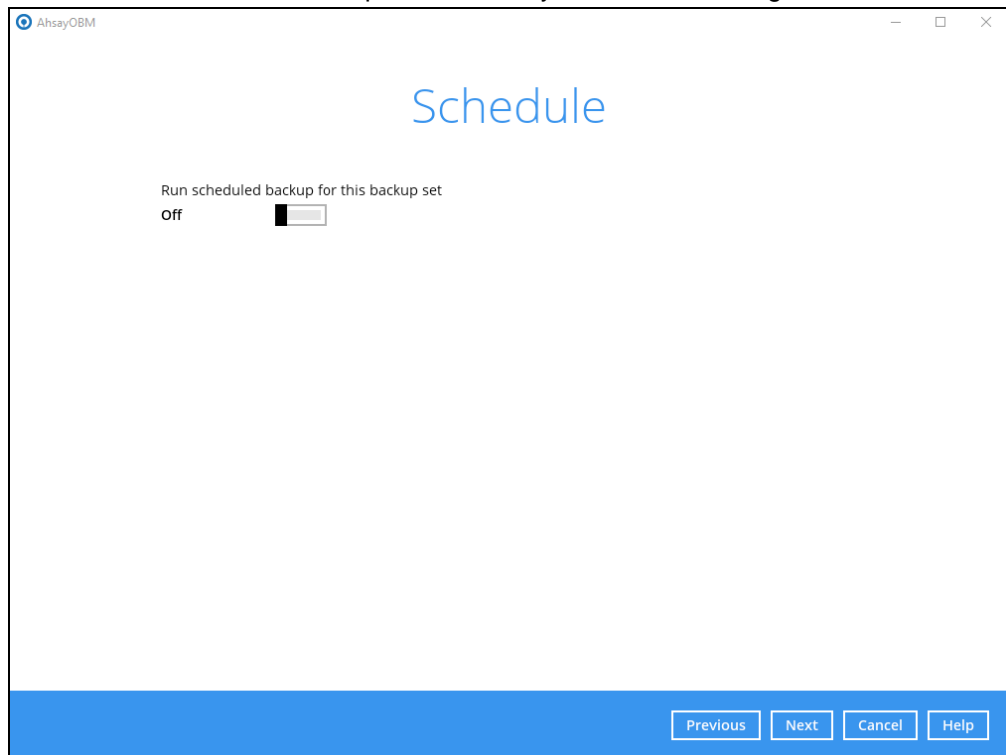 AhsayOBM
Schedule
Run scheduled backup for this backup set
Off
Previous Next Cancel Help